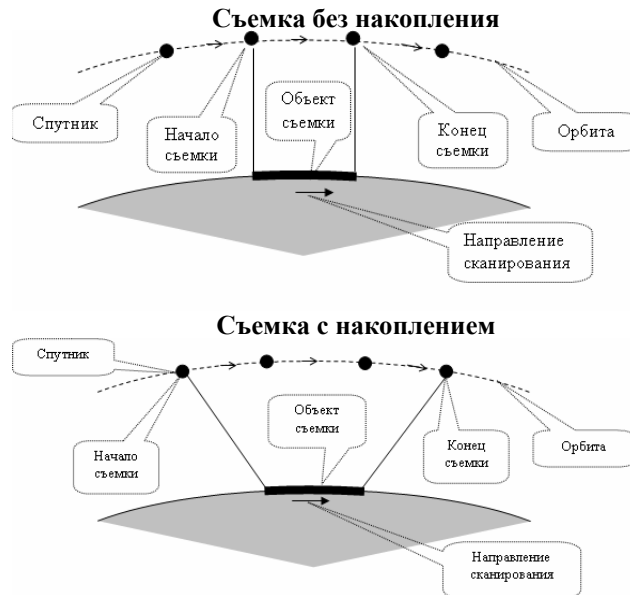 Съемка без накопления
Спутник
Начало
съемки
Объект
съемки
Конец
съемки
Орбита
Направление
сканирования
Съемка с накоплением
Спутник
Начало
съемки
Объект
съемки
Конец
съемки
Орбита
Направление
сканирования